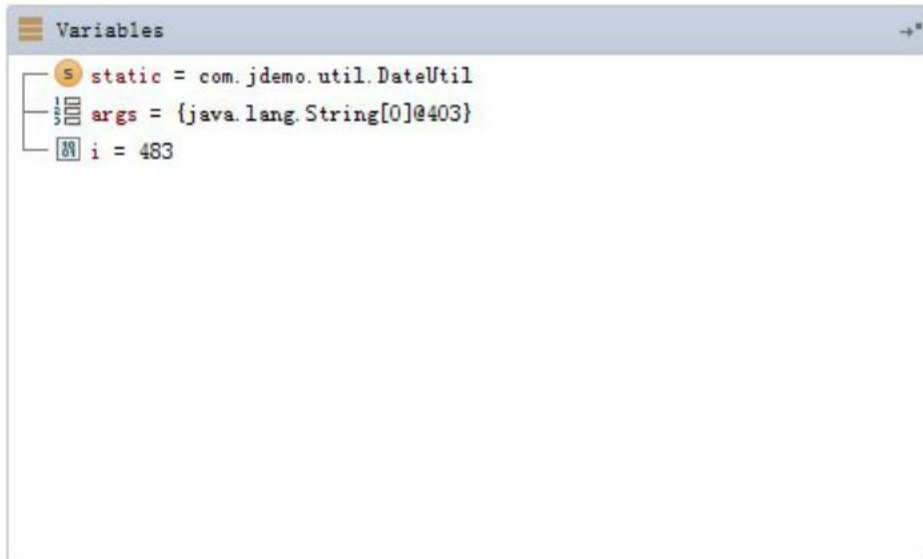 Variables
static = com.jdemo.util.DateUtil
args = {java.lang.String[0]@403}
i = 483